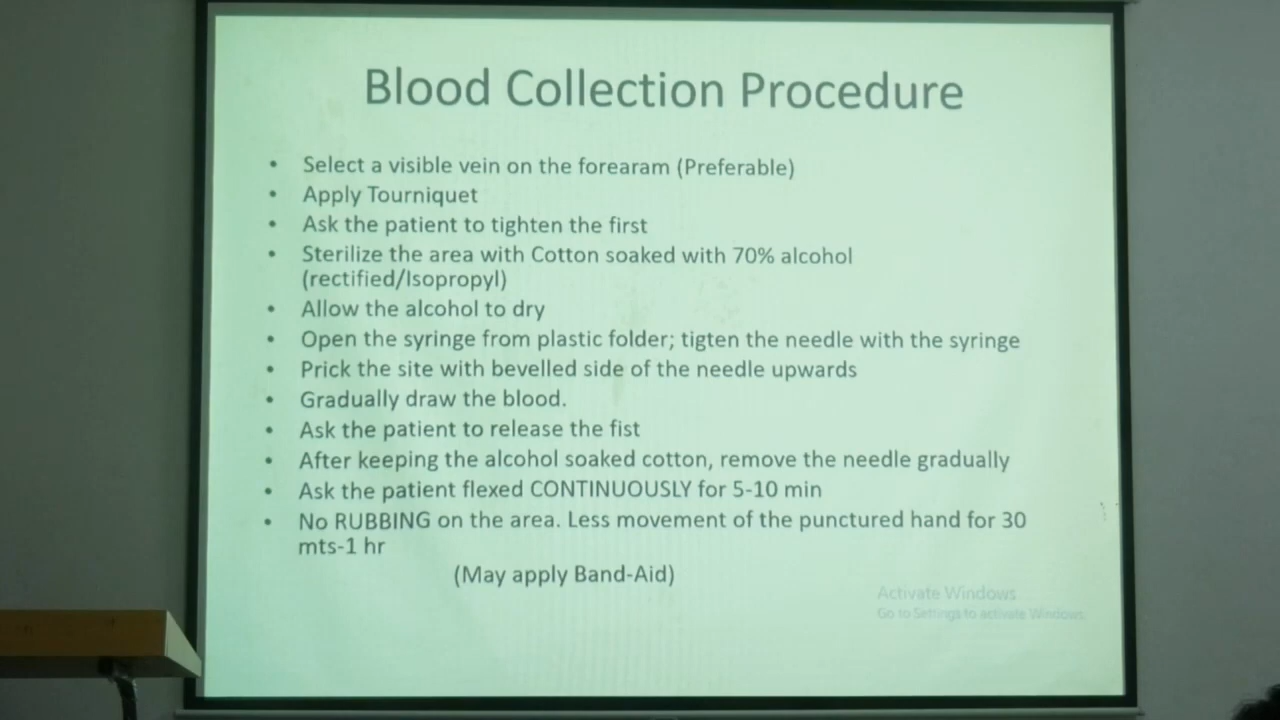 Blood Collection Procedure
• Select a visible vein on the forearam (Preferable)
• Apply Tourniquet
• Ask the patient to tighten the first
• Sterilize the area with Cotton soaked with 70% alcohol
(rectified/Isopropyl)
• Allow the alcohol to dry
• Open the syringe from plastic folder; tigten the needle with the syringe
• Prick the site with bevelled side of the needle upwards
• Gradually draw the blood.
• Ask the patient to release the fist
• After keeping the alcohol soaked cotton, remove the needle gradually
• Ask the patient flexed CONTINUOUSLY for 5-10 min
• No RUBBING on the area. Less movement of the punctured hand for 30
mts-1 hr
(May apply Band-Aid)
Activate Windows
Go to Settings to activate Windows.